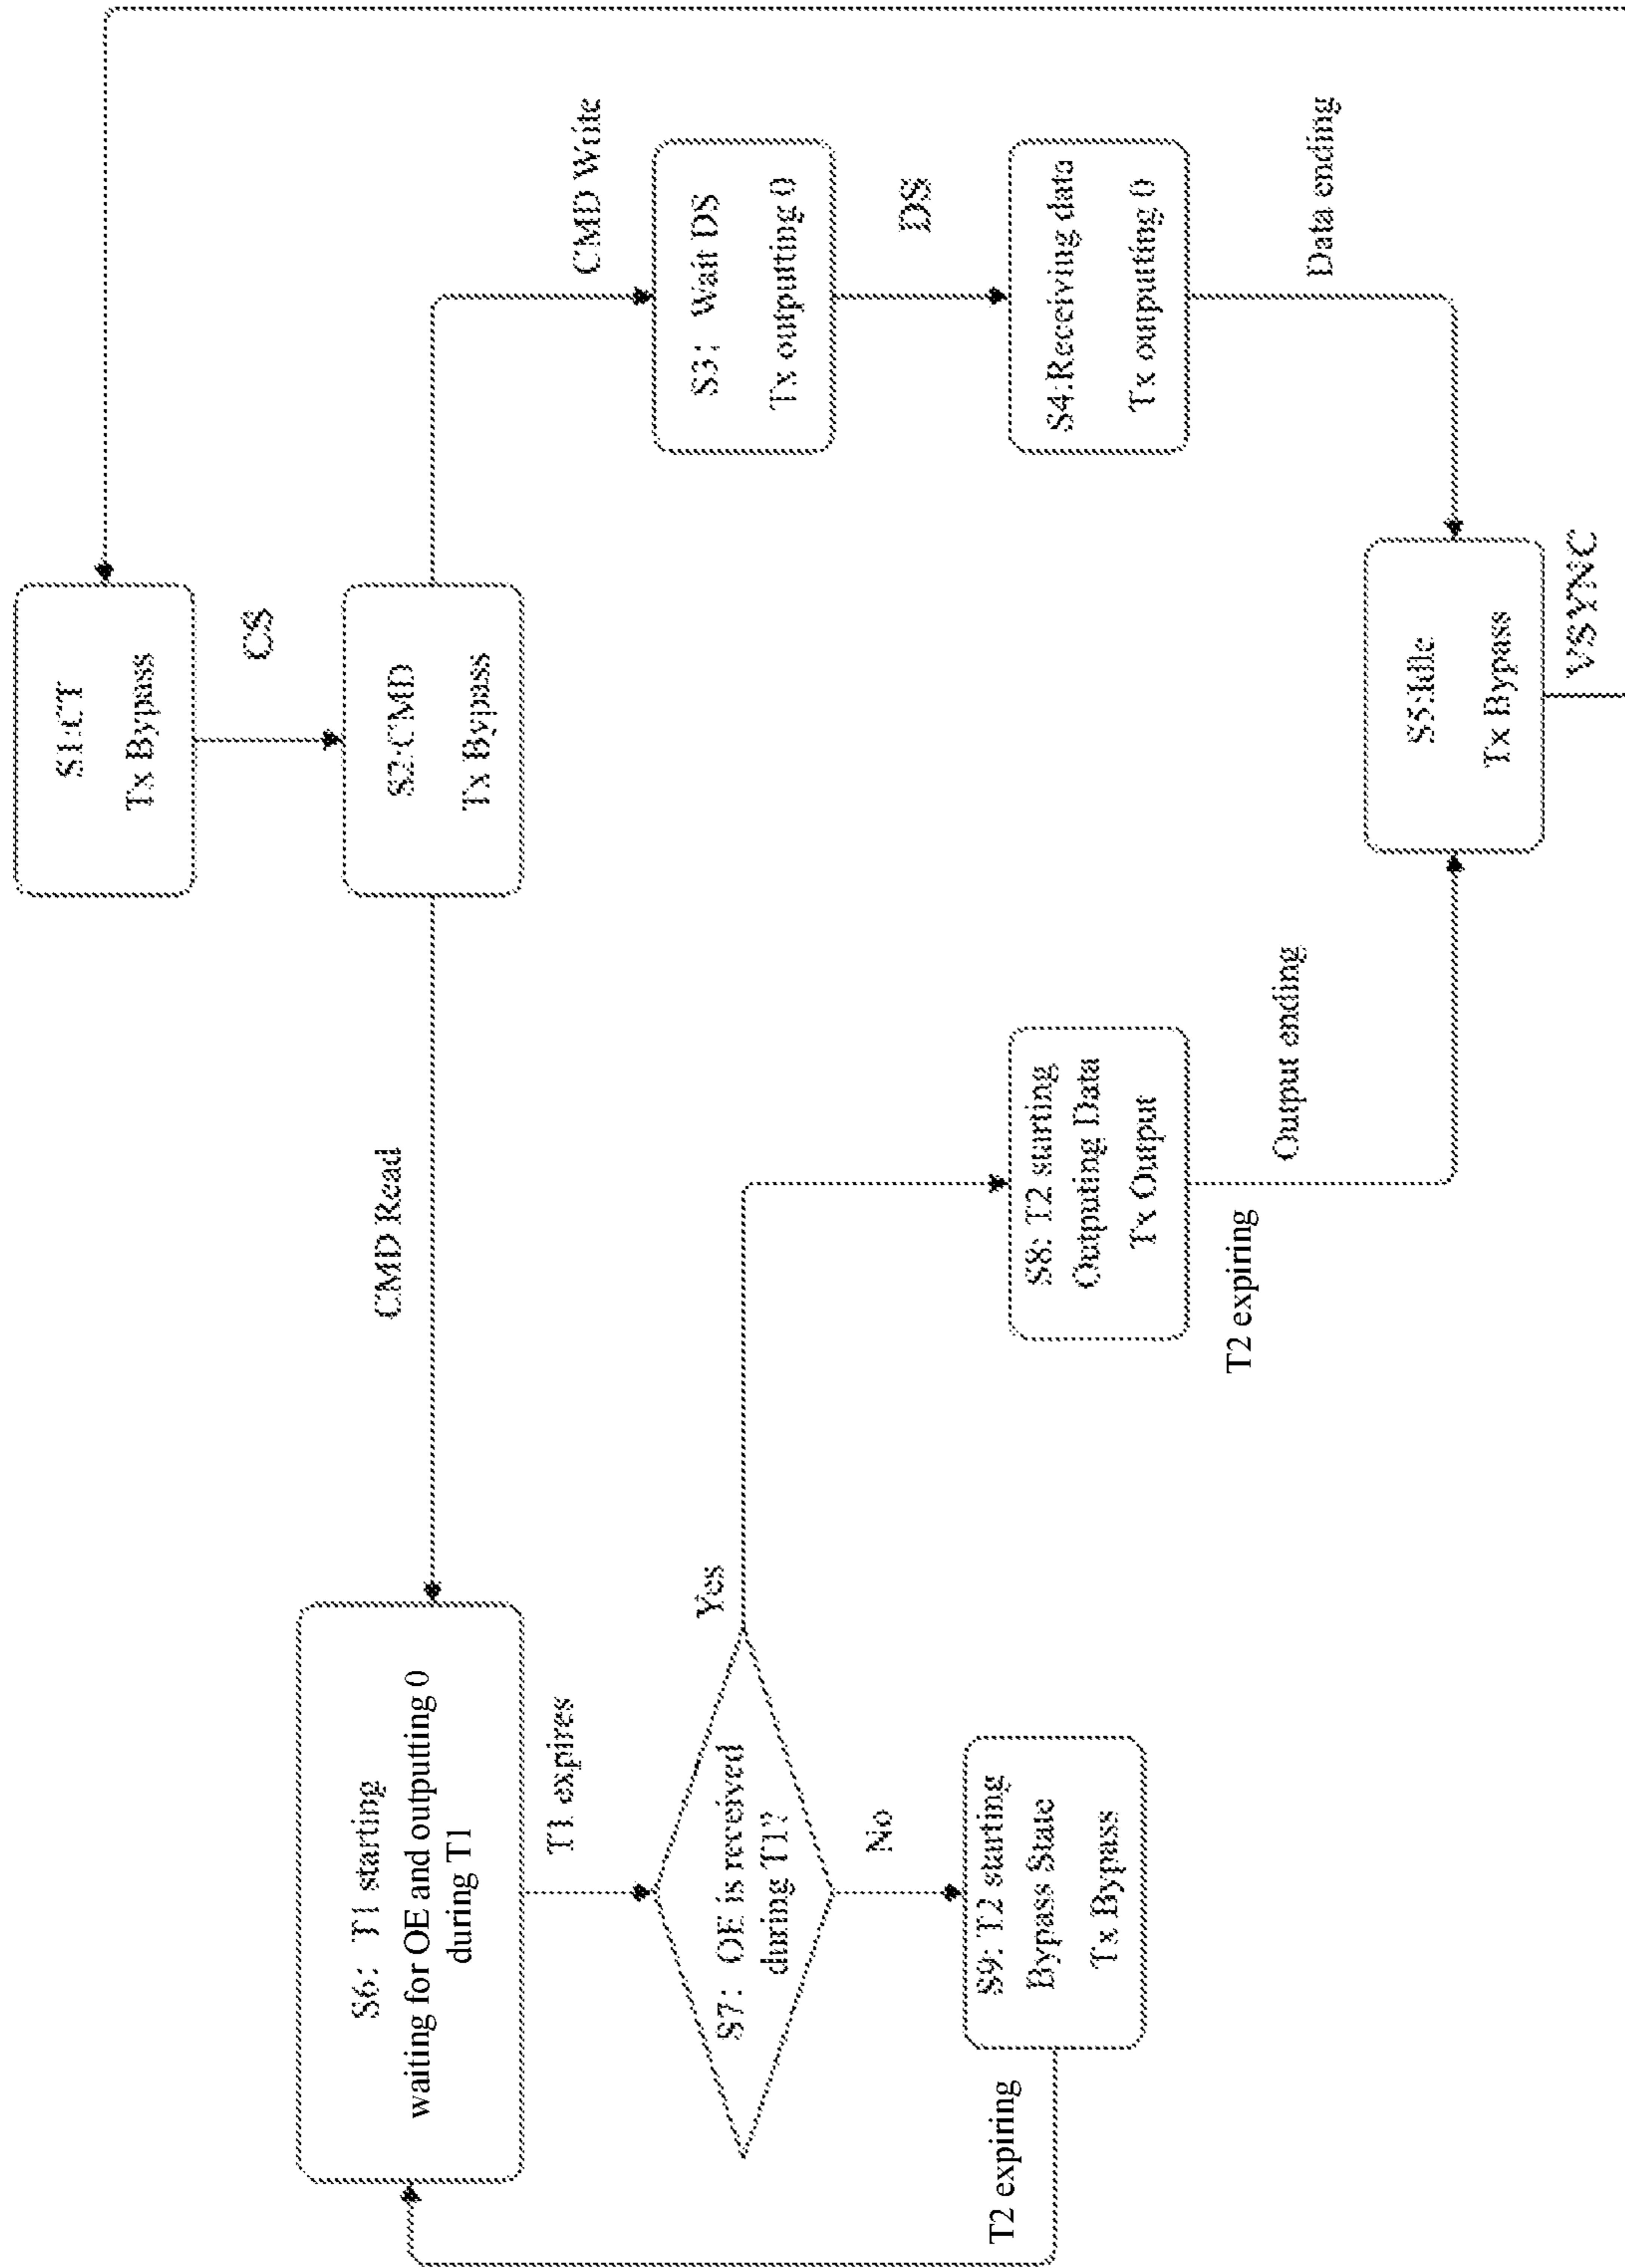 S1:CT
Tx Bypass
CS
S2:CMD
Tx Bypass
CMD Read
CMD Write
S6: T1 starting
waiting for OE and outputting 0
during T1
T1 expires
S3: Wait DS
Tx outputting 0
Yes
S7: OE is received
during T1?
DS
No
S9: T2 starting
Bypass State
Tx Bypass
T2 expiring
S8: T2 starting
Outputing Data
Tx Output
S4:Receiving data
Tx outputing 0
T2 expiring
Output ending
Data ending
S5:Idle
Tx Bypass
VSYNC